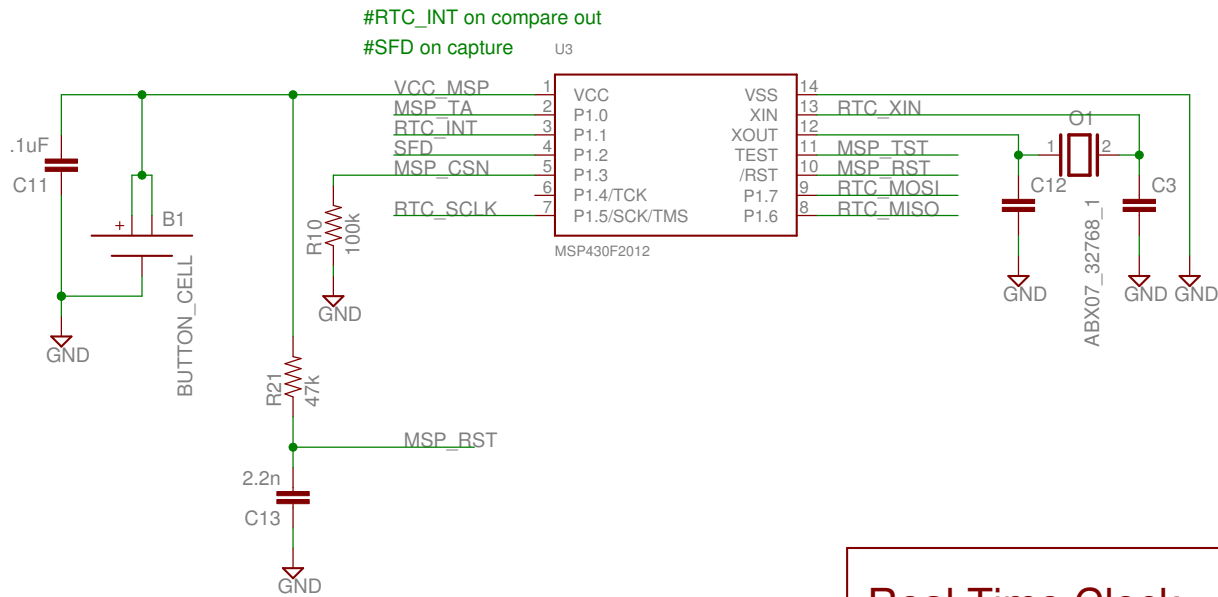 #RTC_INT on compare out
#SFD on capture
U3
VCC_MSP 1 VCC VSS 14
MSP_TA 2 P1.0 XIN 13 RTC_XIN
RTC_INT 3 P1.1 XOUT 12
SFD 4 P1.2 TEST 11 MSP_TST
MSP_CSN 5 P1.3 /RST 10 MSP_RST
6 P1.4/TCK P1.7 9 RTC_MOSI
RTC_SCLK 7 P1.5/SCK/TMS P1.6 8 RTC_MISO
MSP430F2012
.1uF
C11
+ B1
BUTTON_CELL
GND
R10
100k
GND
O1
1 2
C12
C3
ABX07_32768_1
GND
GND
GND
R21
47k
MSP_RST
2.2n
C13
GND